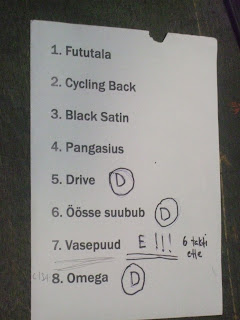 1. Fututala
2. Cycling Back
3. Black Satin
4. Pangasius
5. Drive D
6. Öösse suubub D
7. Vasepuud E !!! 6 takti ette
8. Omega D